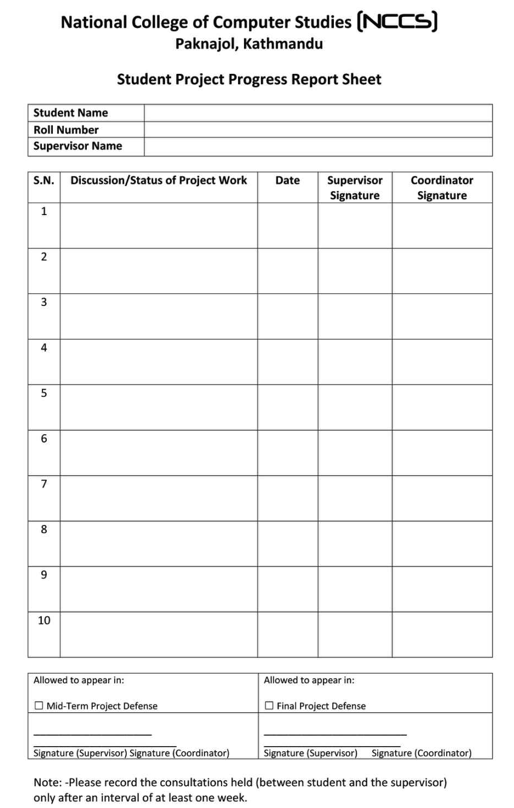 National College of Computer Studies (NCCS)
Paknajol, Kathmandu
Student Project Progress Report Sheet
Student Name
Roll Number
Supervisor Name
S.N. Discussion/Status of Project Work Date Supervisor Signature Coordinator Signature
1
2
3
4
5
6
7
8
9
10
Allowed to appear in: Allowed to appear in:
☐ Mid-Term Project Defense ☐ Final Project Defense
Signature (Supervisor) Signature (Coordinator) Signature (Supervisor) Signature (Coordinator)
Note: -Please record the consultations held (between student and the supervisor)
only after an interval of at least one week.